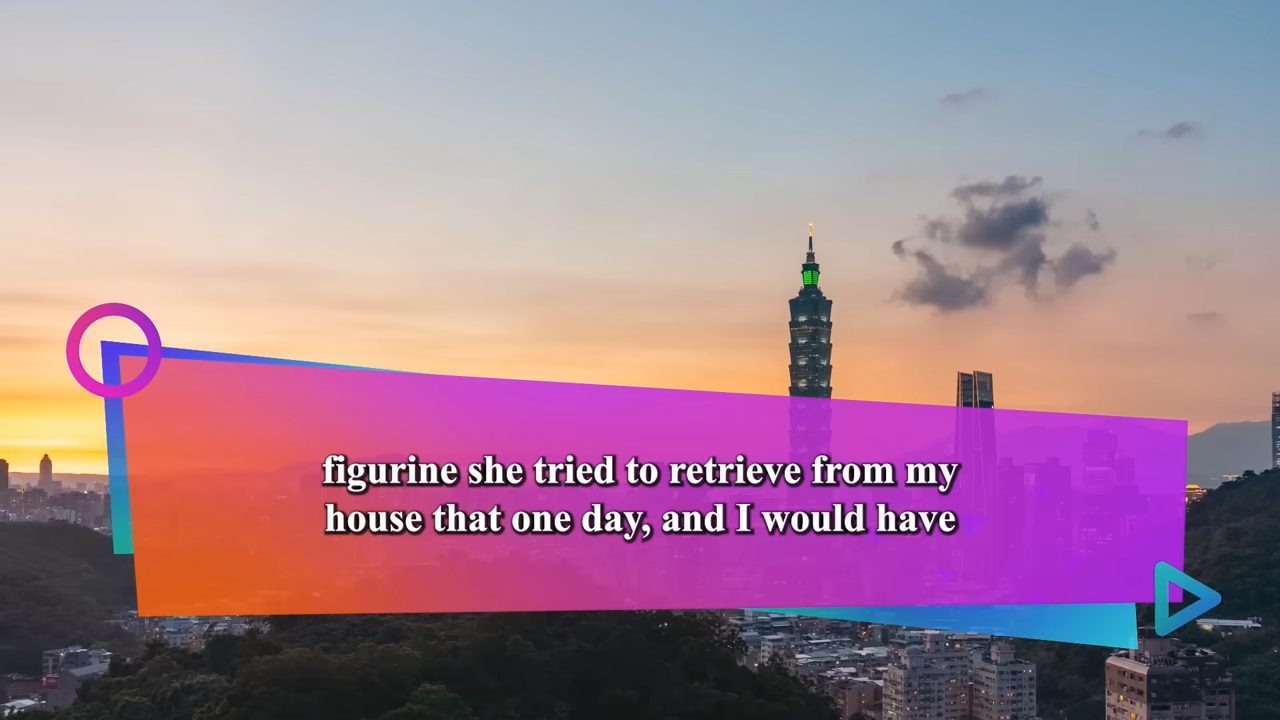 figurine she tried to retrieve from my
house that one day, and I would have